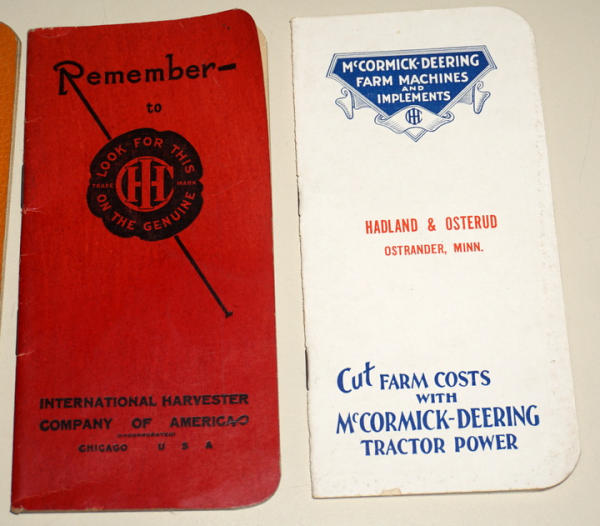 Remember—
to
LOOK FOR THIS
TRADE IHC MARK
ON THE GENUINE
INTERNATIONAL HARVESTER
COMPANY OF AMERICA
INCORPORATED
CHICAGO U S A
McCORMICK-DEERING
FARM MACHINES
AND
IMPLEMENTS
IHC
HADLAND & OSTERUD
OSTRANDER, MINN.
Cut FARM COSTS
WITH
McCORMICK-DEERING
TRACTOR POWER